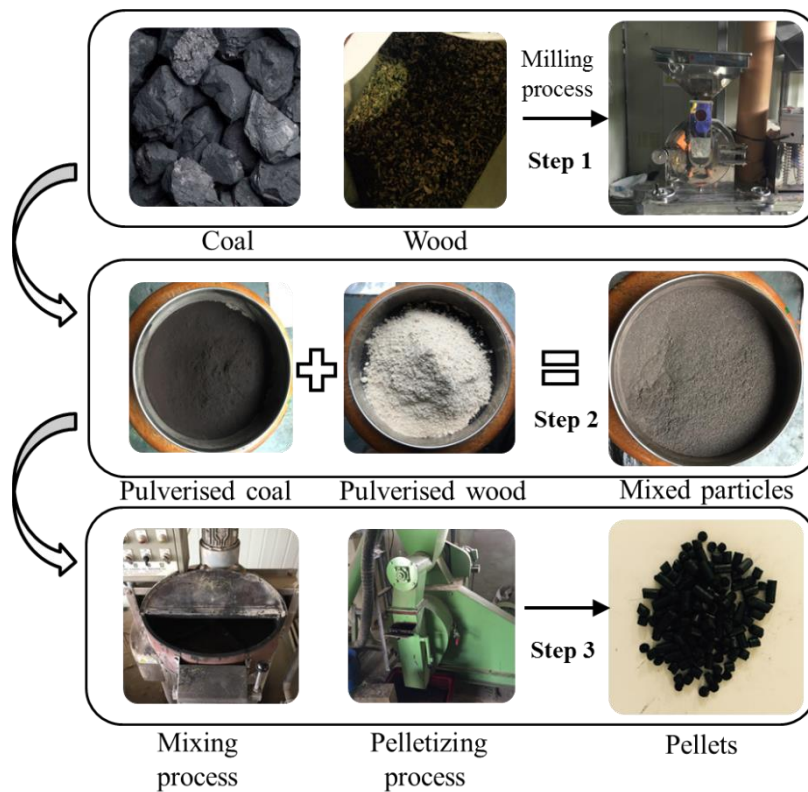 Milling
process
Step 1
Coal
Wood
Step 2
Pulverised coal
Pulverised wood
Mixed particles
Step 3
Mixing
process
Pelletizing
process
Pellets